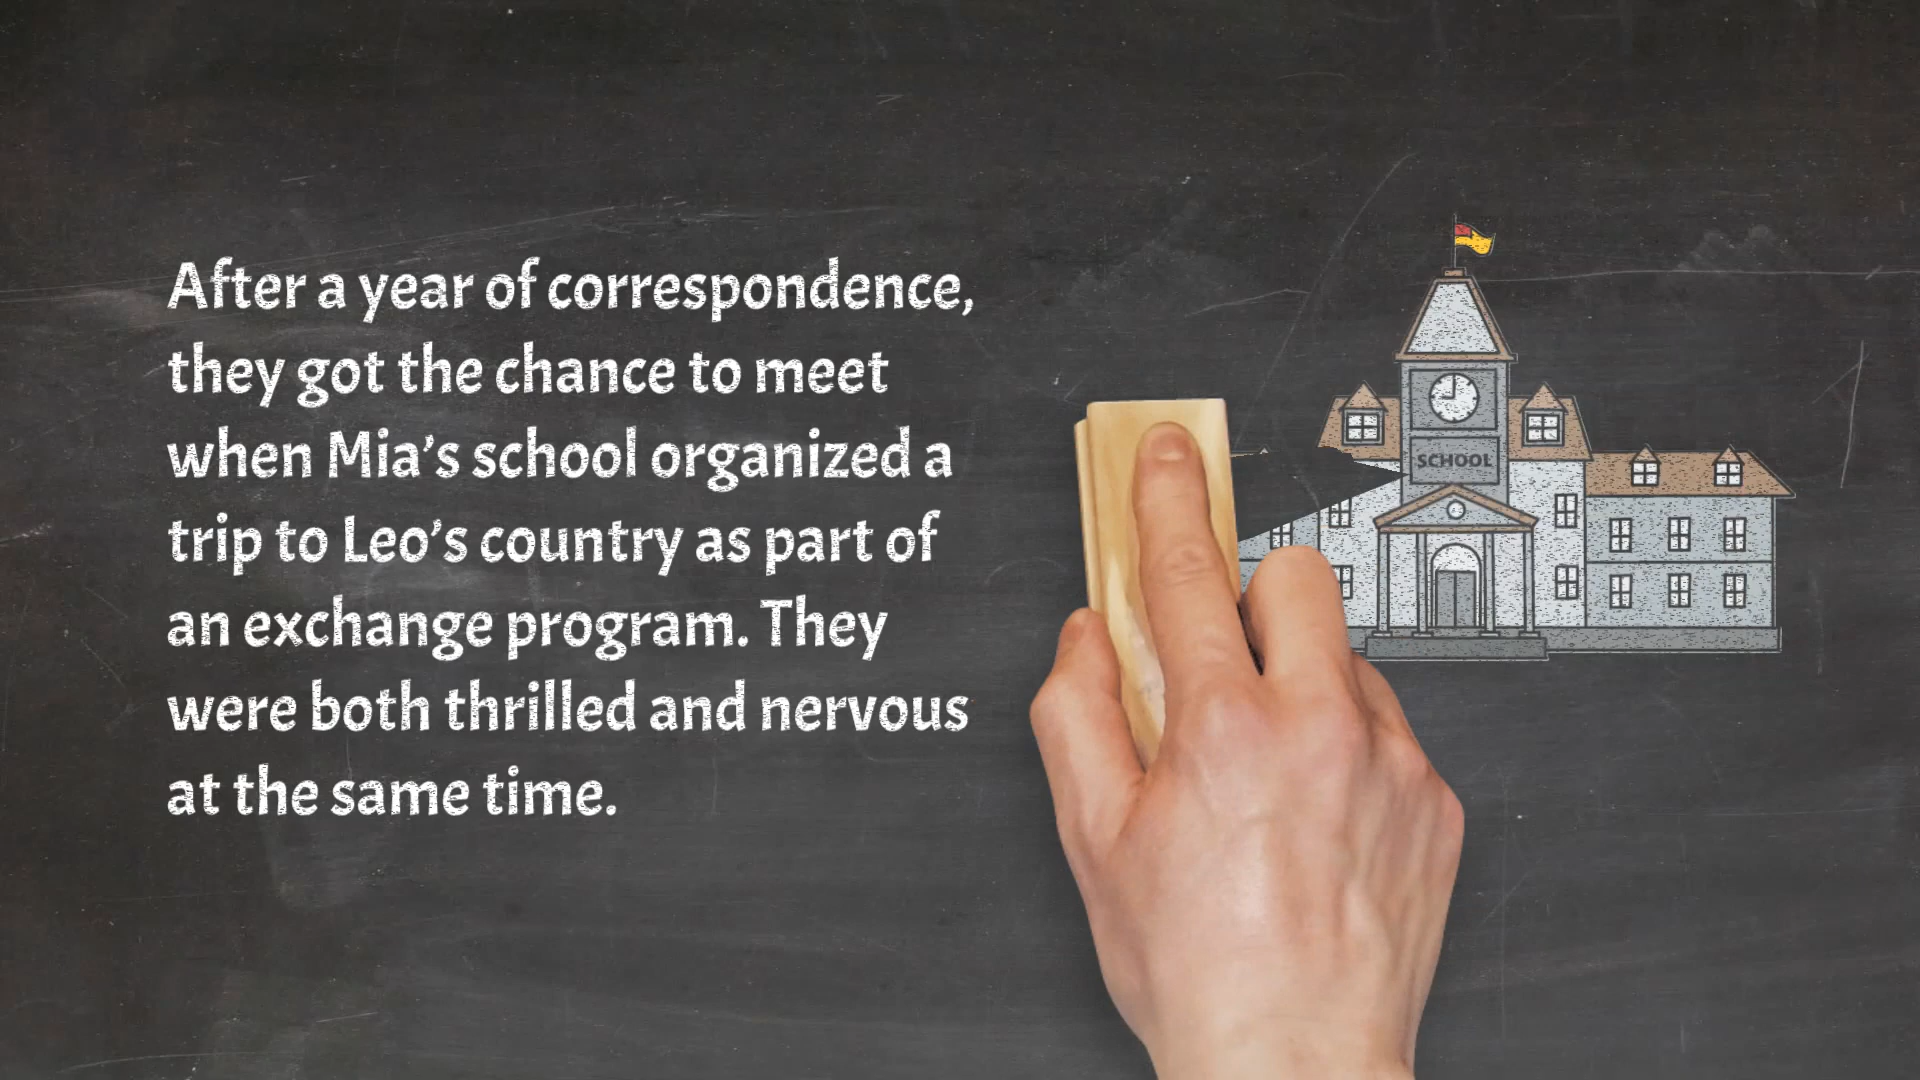 After a year of correspondence,
they got the chance to meet
when Mia’s school organized a
trip to Leo’s country as part of
an exchange program. They
were both thrilled and nervous
at the same time.
SCHOOL